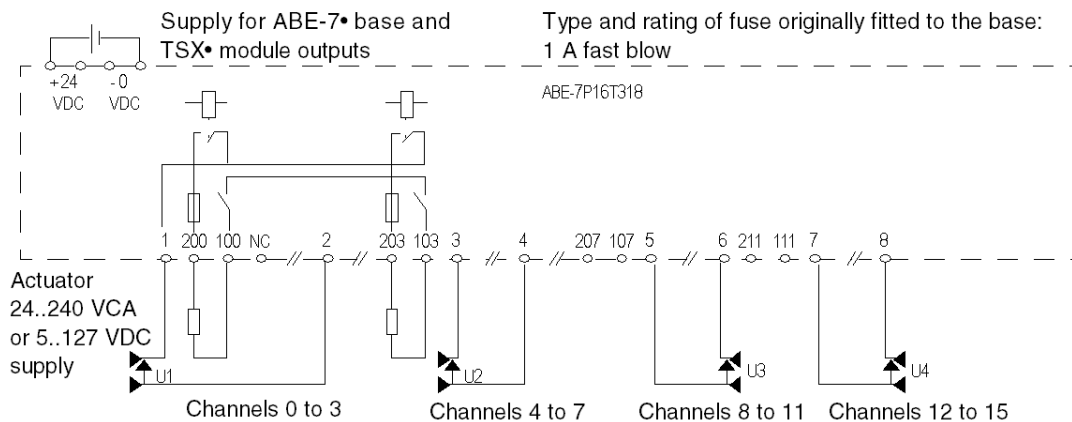 Supply for ABE-7• base and
TSX• module outputs
Type and rating of fuse originally fitted to the base:
1 A fast blow
+24
VDC
-0
VDC
ABE-7P16T318
1 200 100 NC 2 203 103 3 4 207 107 5 6 211 111 7 8
Actuator
24..240 VCA
or 5..127 VDC
supply
U1 U2 U3 U4
Channels 0 to 3 Channels 4 to 7 Channels 8 to 11 Channels 12 to 15